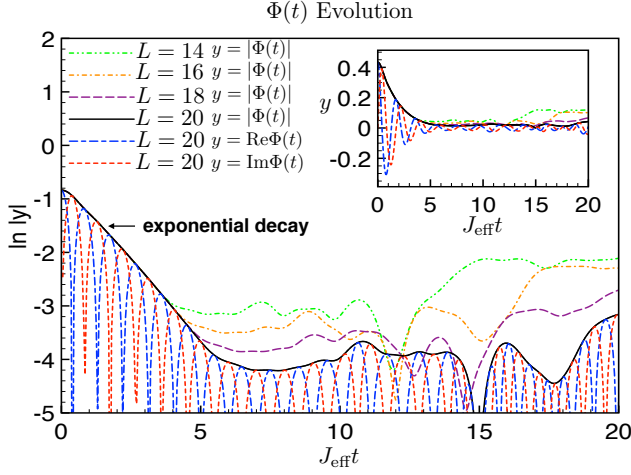 Φ(t) Evolution
L = 14 y = |Φ(t)|
L = 16 y = |Φ(t)|
L = 18 y = |Φ(t)|
L = 20 y = |Φ(t)|
L = 20 y = ReΦ(t)
L = 20 y = ImΦ(t)
exponential decay
ln |y|
2
1
0
-1
-2
-3
-4
-5
0 5 10 15 20
J_eff t
y
0.4
0.2
0
-0.2
0 5 10 15 20
J_eff t